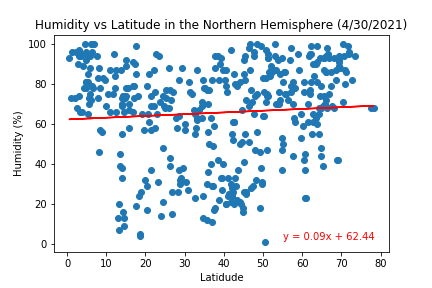 Humidity vs Latitude in the Northern Hemisphere (4/30/2021)
100
80
60
40
20
0
Humidity (%)
y = 0.09x + 62.44
0 10 20 30 40 50 60 70 80
Latidude